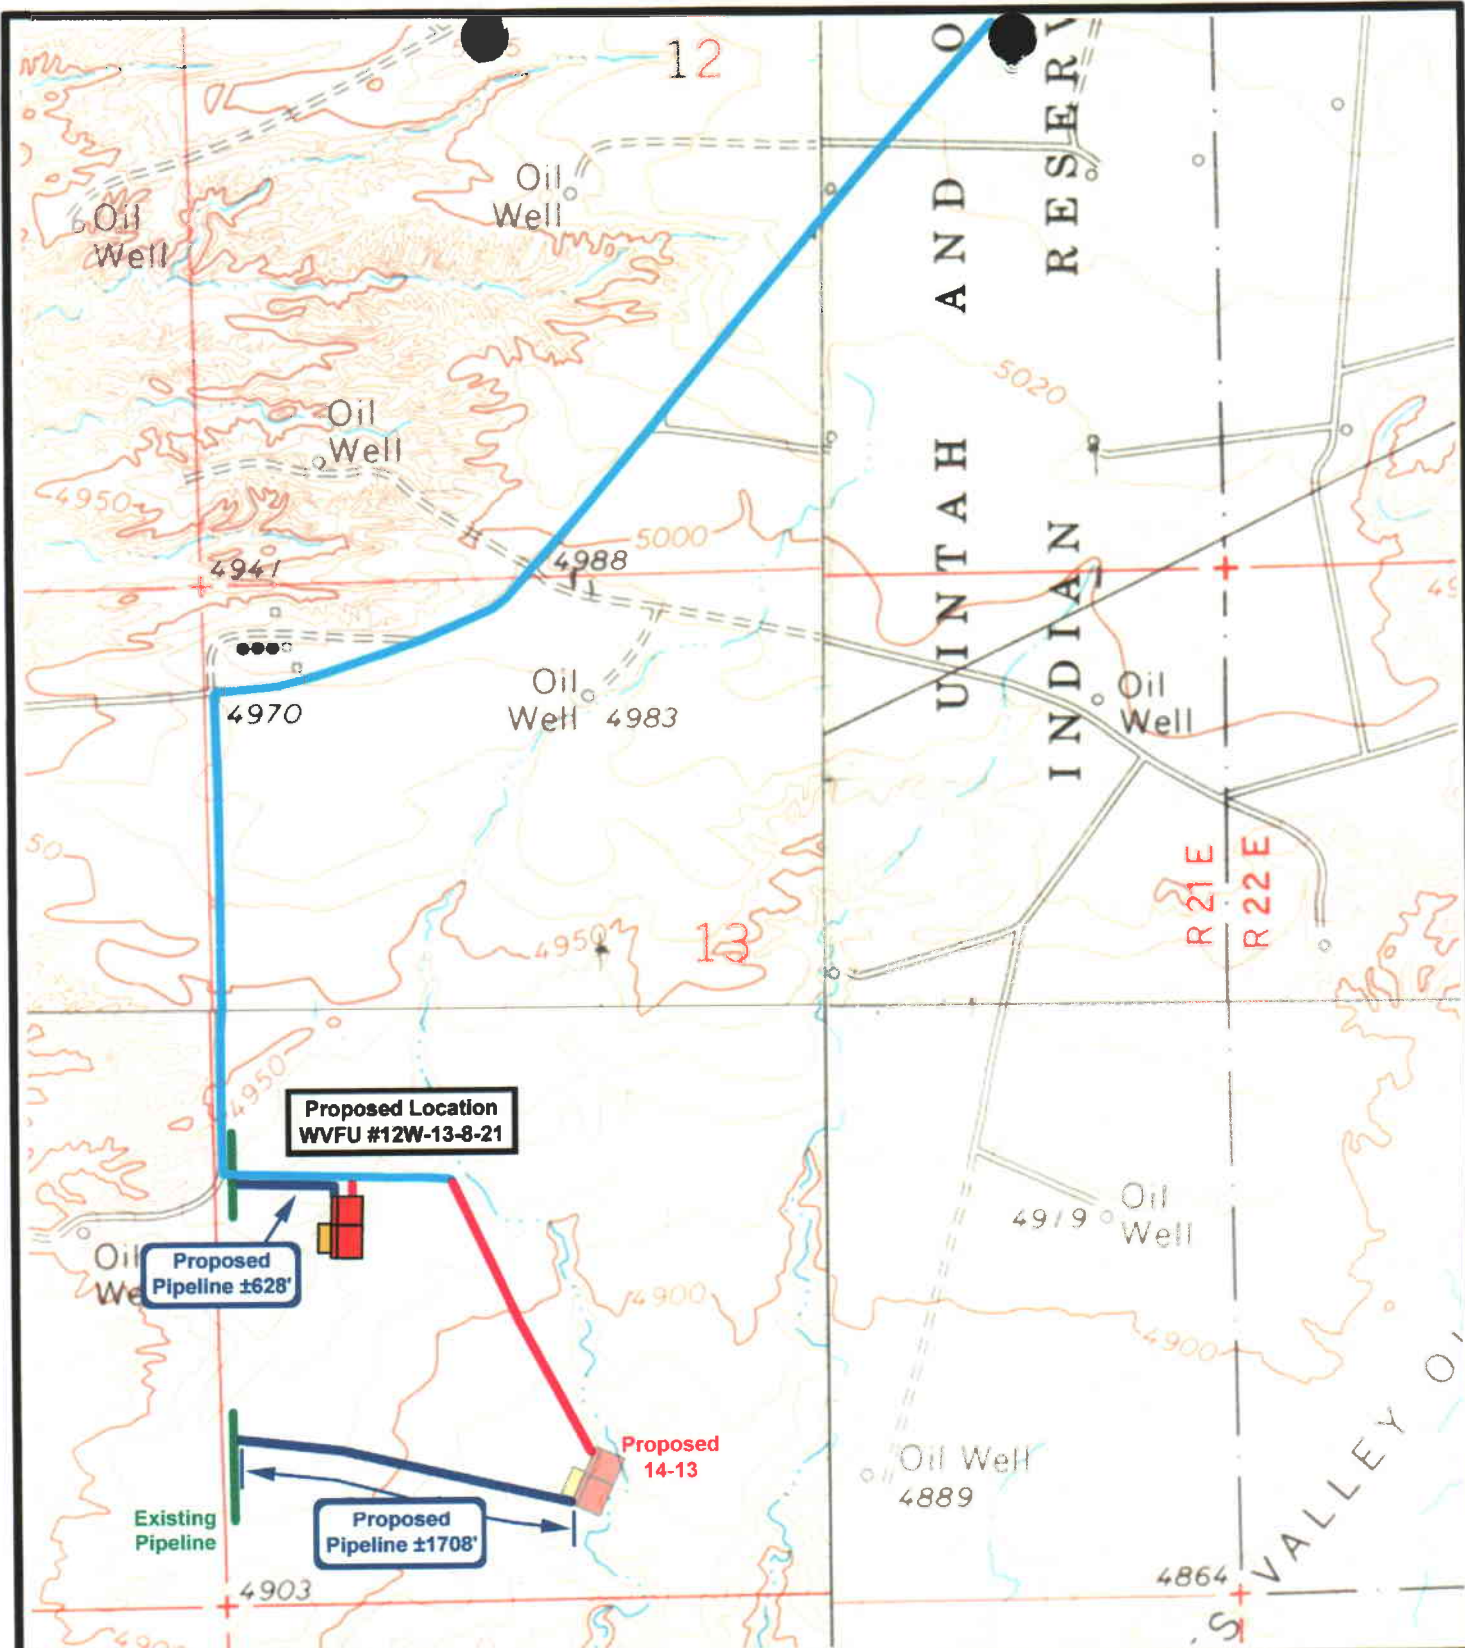 12
Oil
Well
Oil
Well
UINTAH AND O
INDIAN RESERV
5020
Oil
Well
4950
5000
4988
4941
4970
Oil
Well
4983
Oil
Well
50
R 21 E
R 22 E
4950
13
4950
Proposed Location
WVFU #12W-13-8-21
4919
Oil
Well
Oil
We
Proposed
Pipeline ±628'
4900
4900
Proposed
14-13
Oil Well
4889
VALLEY
Existing
Pipeline
Proposed
Pipeline ±1708'
4903
4864
S